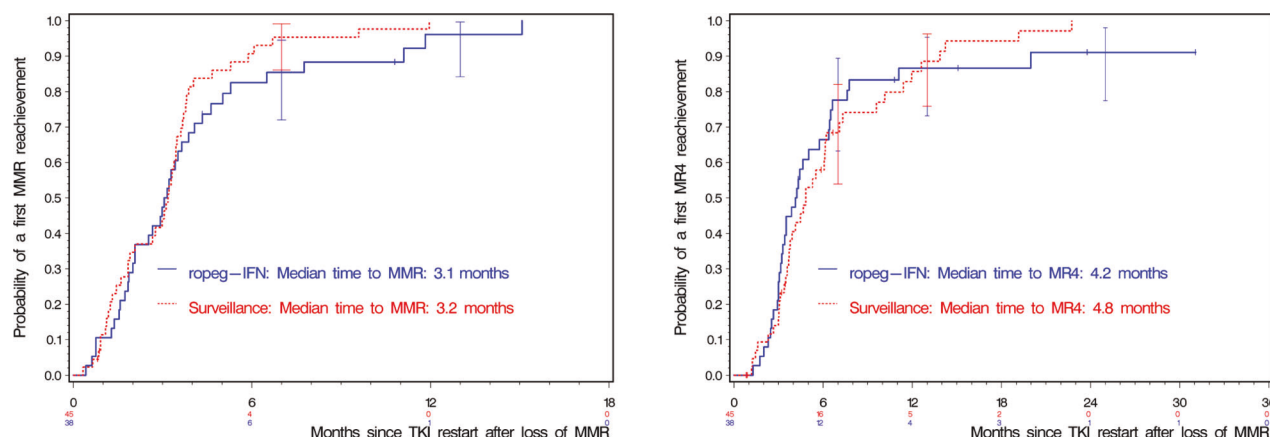 Probability of a first MMR reachievement
1.0
0.9
0.8
0.7
0.6
0.5
0.4
0.3
0.2
0.1
0.0
ropeg–IFN: Median time to MMR: 3.1 months
Surveillance: Median time to MMR: 3.2 months
0 6 12 18
45 4 0 0
38 6 1 0
Months since TKI restart after loss of MMR
Probability of a first MR4 reachievement
1.0
0.9
0.8
0.7
0.6
0.5
0.4
0.3
0.2
0.1
0.0
ropeg–IFN: Median time to MR4: 4.2 months
Surveillance: Median time to MR4: 4.8 months
0 6 12 18 24 30
45 16 5 2 0 0
38 12 4 3 1 1
Months since TKI restart after loss of MMR